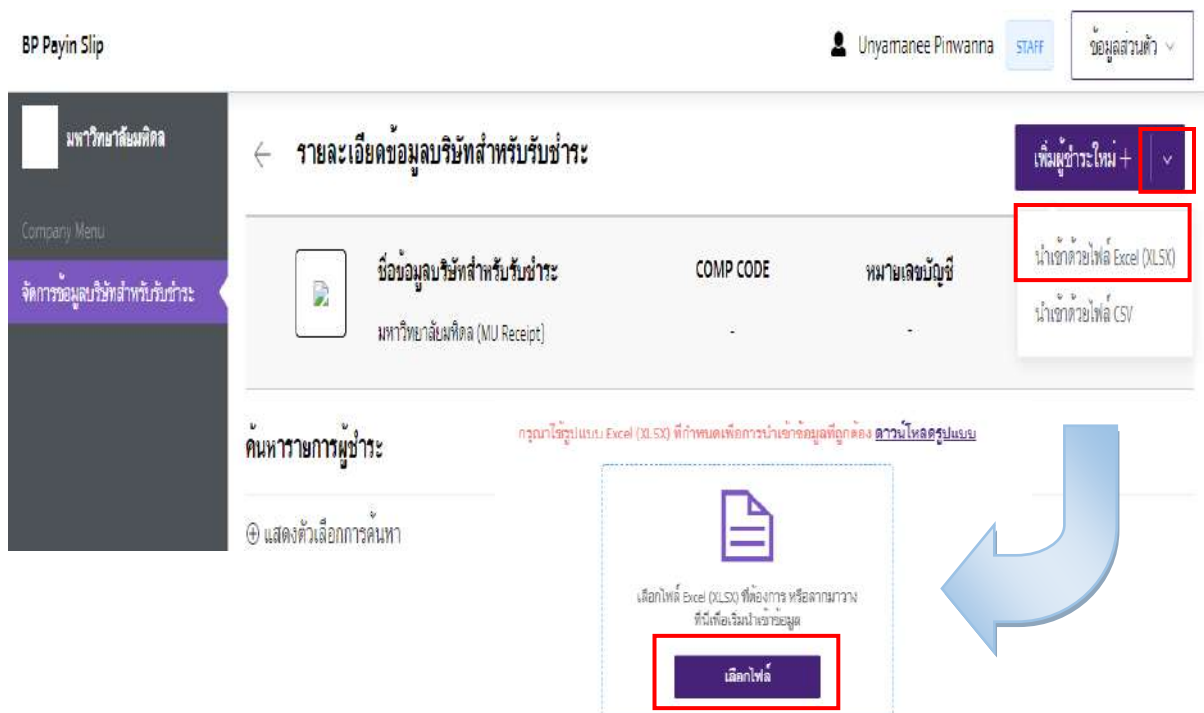 BP Payin Slip
Unyamanee Pinwanna STAFF ข้อมูลส่วนตัว
มหาวิทยาลัยมหิดล
Company Menu
จัดการข้อมูลบริษัทสำหรับรับชำระ
← รายละเอียดข้อมูลบริษัทสำหรับรับชำระ
เพิ่มผู้ชำระใหม่ +
นำเข้าด้วยไฟล์ Excel (XLSX)
นำเข้าด้วยไฟล์ CSV
ชื่อข้อมูลบริษัทสำหรับรับชำระ COMP CODE หมายเลขบัญชี
มหาวิทยาลัยมหิดล (MU Receipt) - -
ค้นหารายการผู้ชำระ
กรุณาใช้รูปแบบ Excel (XLSX) ที่กำหนดเพื่อการนำเข้าข้อมูลที่ถูกต้อง ดาวน์โหลดรูปแบบ
⊕ แสดงตัวเลือกการค้นหา
เลือกไฟล์ Excel (XLSX) ที่ต้องการ หรือลากมาวาง
ที่นี่เพื่อเริ่มนำเข้าข้อมูล
เลือกไฟล์